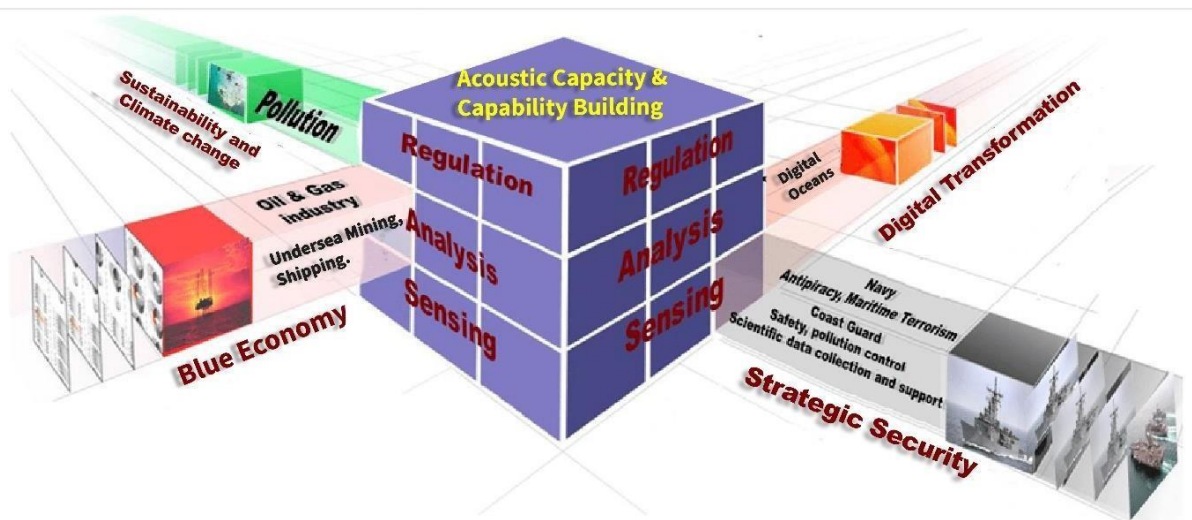 Acoustic Capacity &
Capability Building
Regulation
Analysis
Sensing
Regulation
Analysis
Sensing
Sustainability and
Climate change
Pollution
Oil & Gas
industry
Undersea Mining,
Shipping.
Blue Economy
Digital
Oceans
Digital Transformation
Navy
Antipiracy, Maritime Terrorism
Coast Guard
Safety, pollution control
Scientific data collection and support
Strategic Security